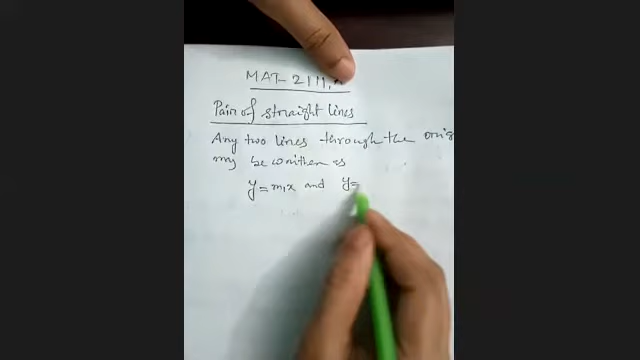 MAT-2111,
Pair of straight lines
Any two lines through the
may be written as
y = m₁x and y =